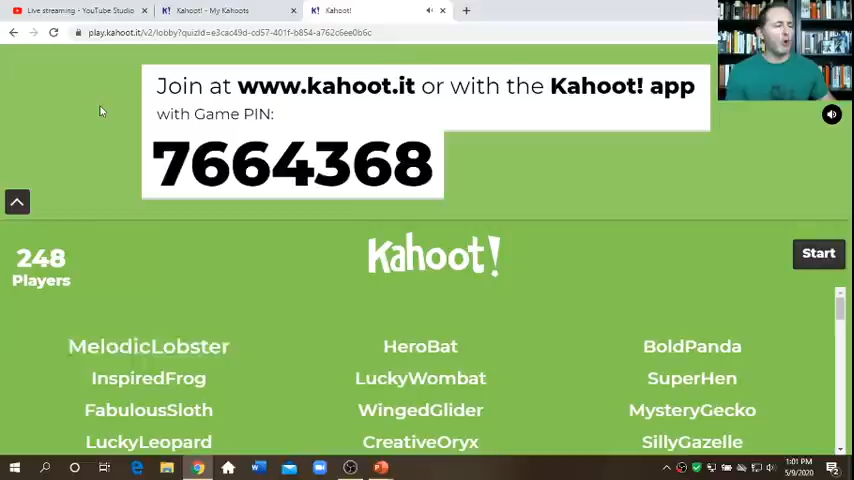 Live streaming - YouTube Studio
Kahoot! - My Kahoots
Kahoot!
play.kahoot.it/v2/lobby?quizId=e3cac49d-cd57-401f-b854-a762c6ee0b6c
Join at www.kahoot.it or with the Kahoot! app
with Game PIN:
7664368
248
Players
Kahoot!
Start
MelodicLobster HeroBat BoldPanda
InspiredFrog LuckyWombat SuperHen
FabulousSloth WingedGlider MysteryGecko
LuckyLeopard CreativeOryx SillyGazelle
1:01 PM
5/9/2020